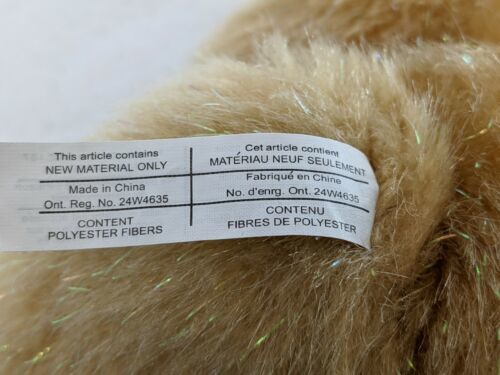 This article contains
NEW MATERIAL ONLY
Made in China
Ont. Reg. No. 24W4635
CONTENT
POLYESTER FIBERS
Cet article contient
MATÉRIAU NEUF SEULEMENT
Fabriqué en Chine
No. d'enrg. Ont. 24W4635
CONTENU
FIBRES DE POLYESTER